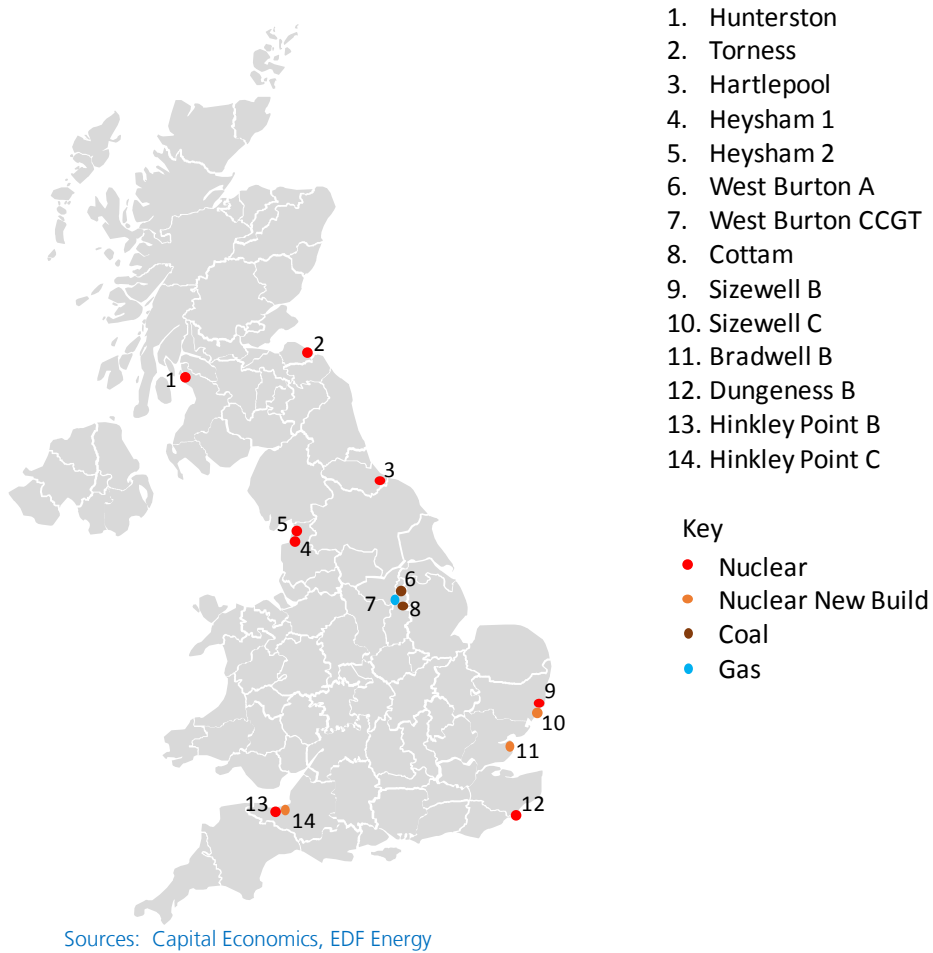 1. Hunterston
2. Torness
3. Hartlepool
4. Heysham 1
5. Heysham 2
6. West Burton A
7. West Burton CCGT
8. Cottam
9. Sizewell B
10. Sizewell C
11. Bradwell B
12. Dungeness B
13. Hinkley Point B
14. Hinkley Point C
Key
Nuclear
Nuclear New Build
Coal
Gas
2
1
3
5
4
6
7
8
9
10
11
12
13
14
Sources: Capital Economics, EDF Energy